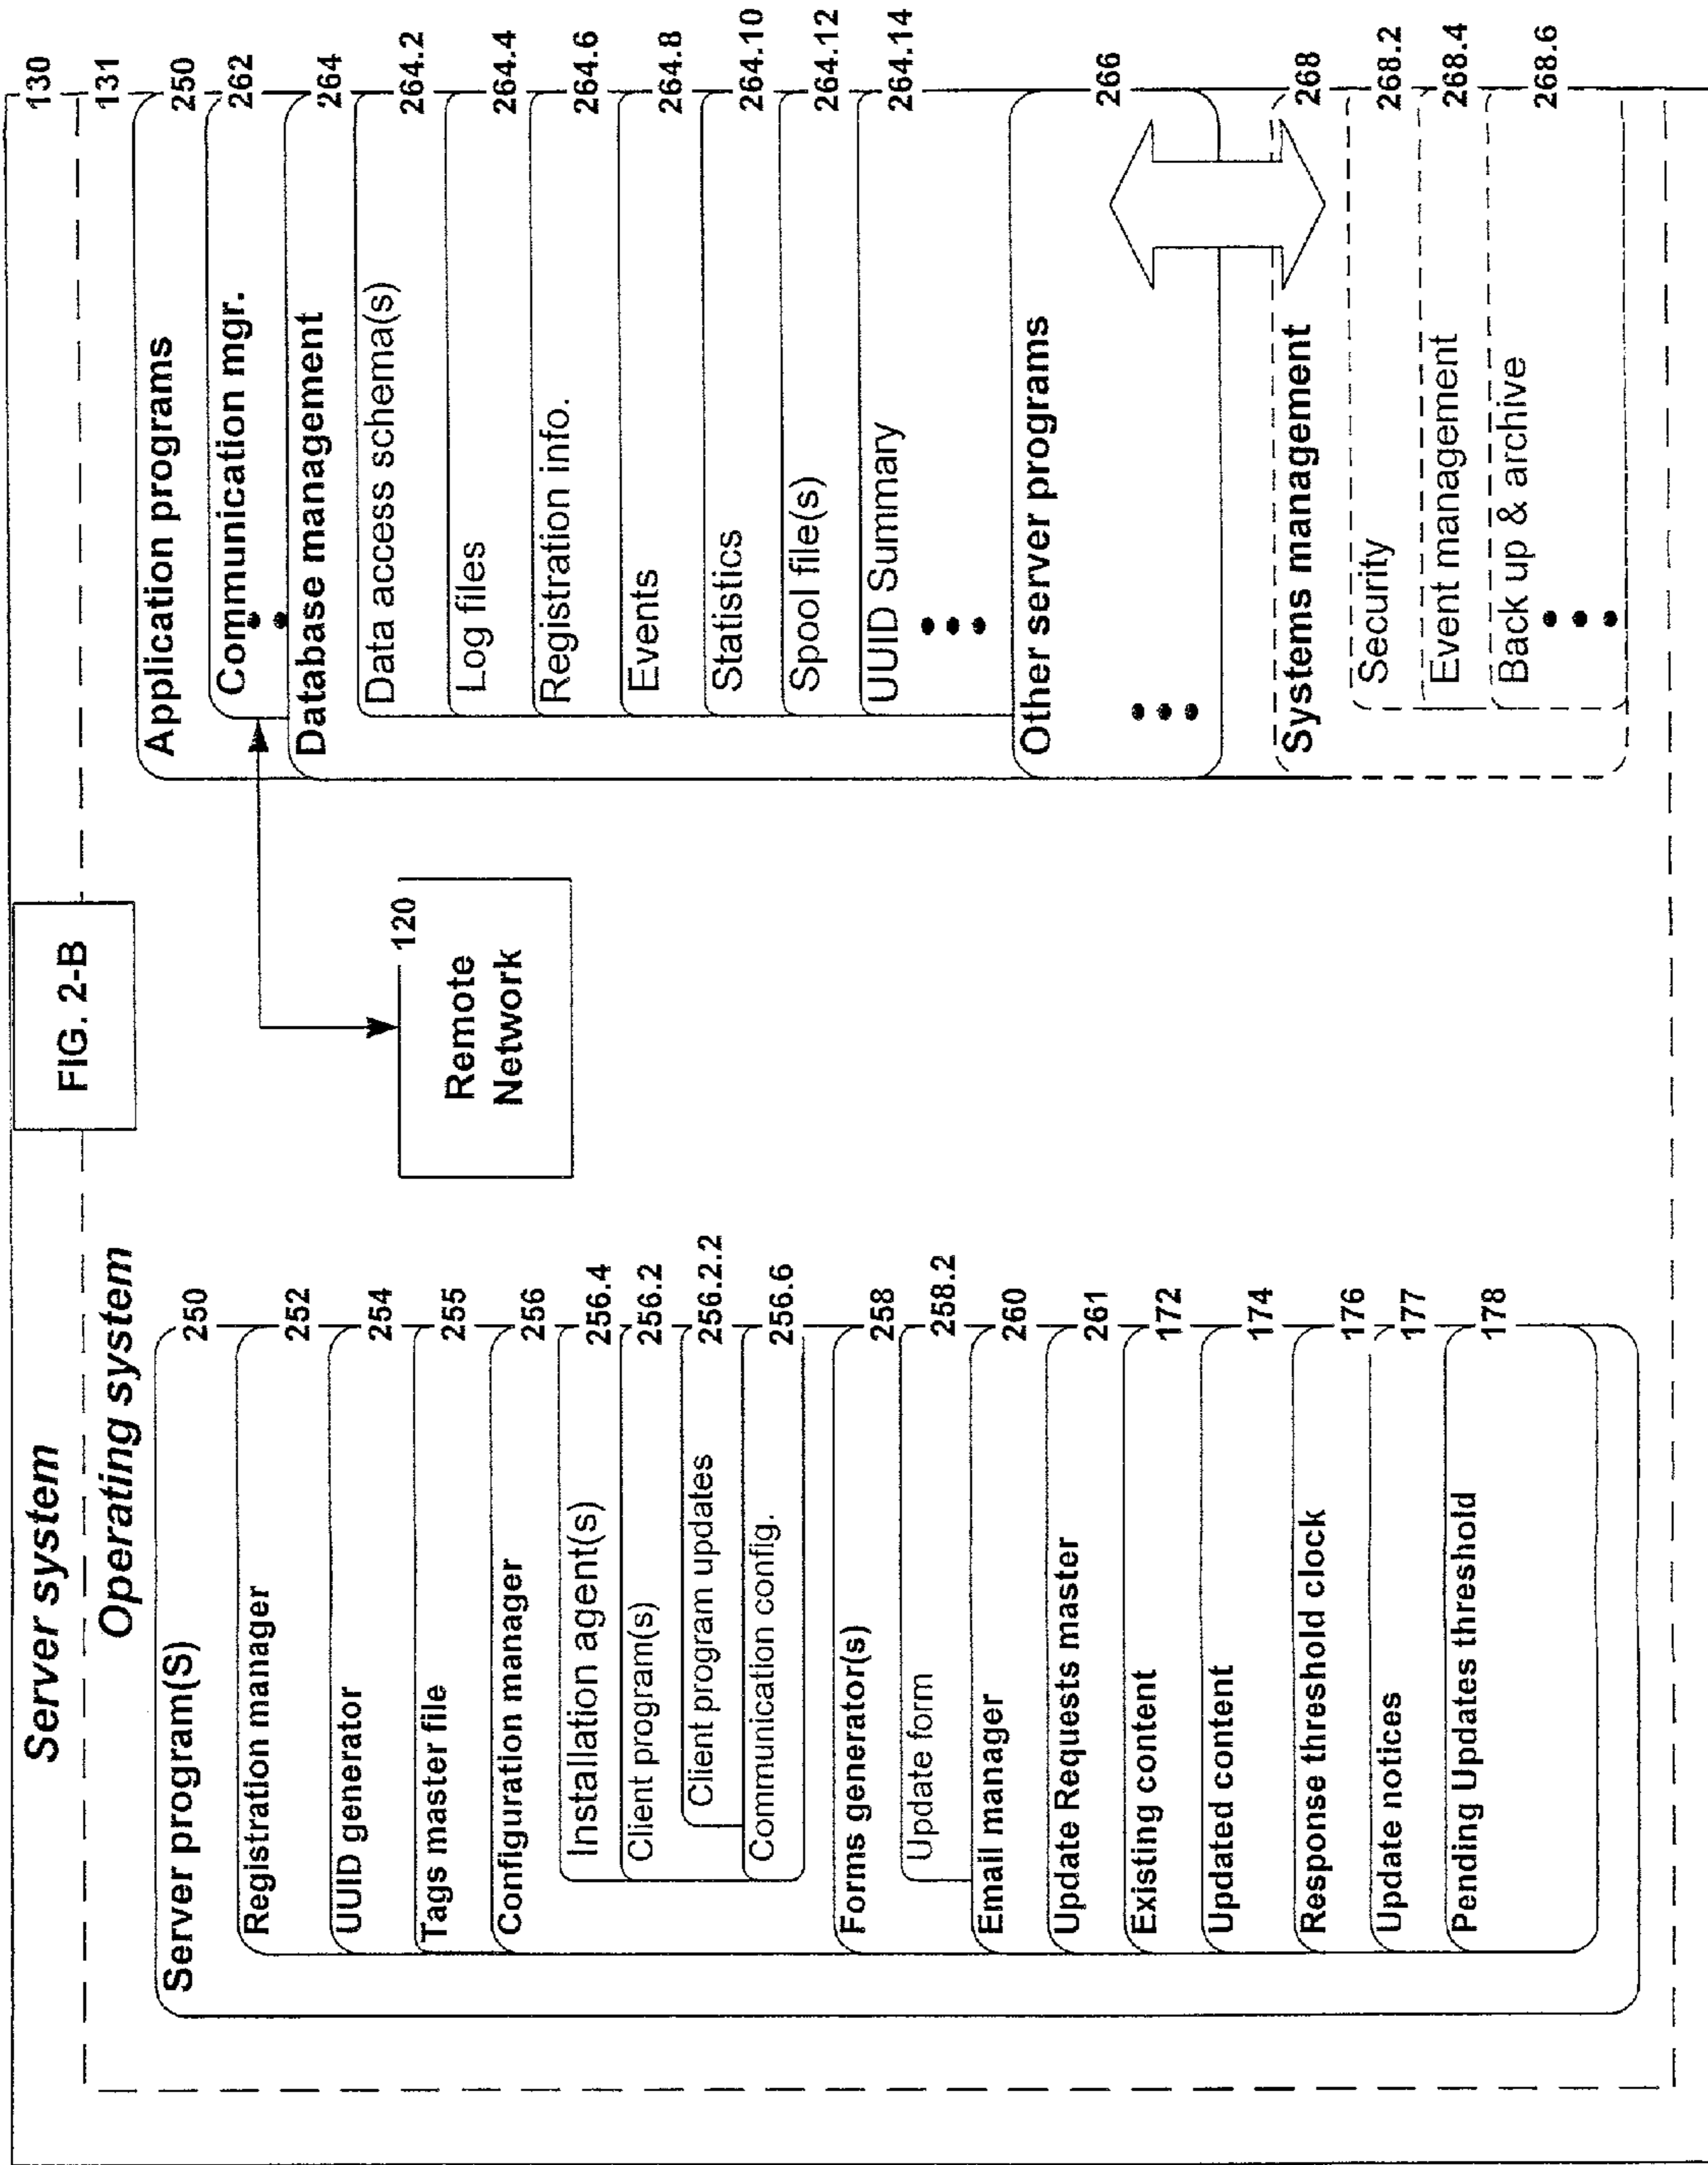 FIG. 2-B
Server system
130
Operating system
131
Server program(S)
250
Registration manager
252
UUID generator
254
Tags master file
255
Configuration manager
256
Installation agent(s)
256.4
Client program(s)
256.2
Client program updates
256.2.2
Communication config.
256.6
Forms generator(s)
258
Update form
258.2
Email manager
260
Update Requests master
261
Existing content
172
Updated content
174
Response threshold clock
176
Update notices
177
Pending Updates threshold
178
120
Remote
Network
Application programs
250
Communication mgr.
262
Database management
264
Data access schema(s)
264.2
Log files
264.4
Registration info.
264.6
Events
264.8
Statistics
264.10
Spool file(s)
264.12
UUID Summary
264.14
Other server programs
266
Systems management
268
Security
268.2
Event management
268.4
Back up & archive
268.6